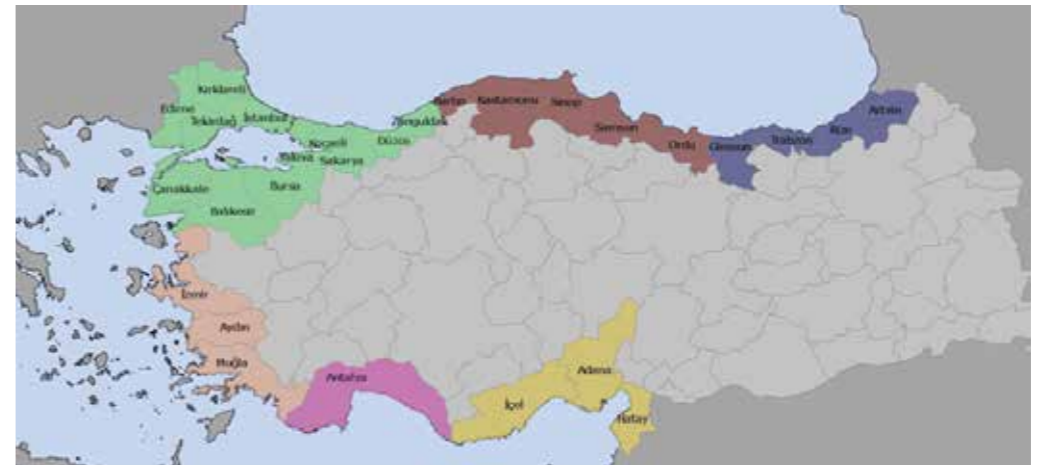 Kırklareli
Edirne
Tekirdağ
İstanbul
Zonguldak
Düzce
Kocaeli
Yalova
Sakarya
Çanakkale
Bursa
Balıkesir
Bartın
Kastamonu
Sinop
Samsun
Ordu
Giresun
Trabzon
Rize
Artvin
İzmir
Aydın
Muğla
Antalya
İçel
Adana
Hatay